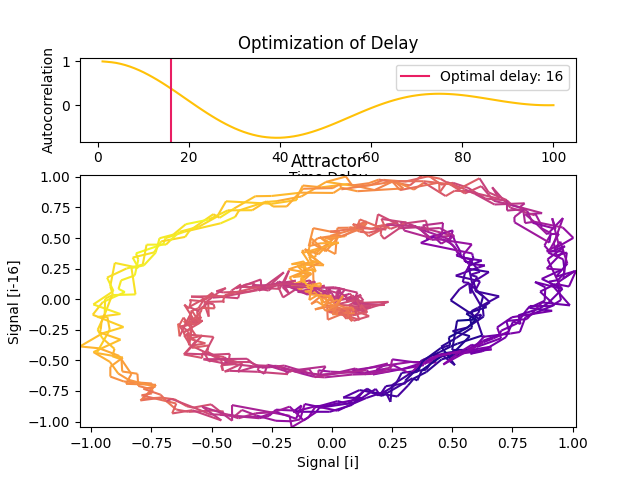 Optimization of Delay
Autocorrelation
1
0
Optimal delay: 16
0 20 40 60 80 100
Attractor
Signal [i-16]
1.00
0.75
0.50
0.25
0.00
−0.25
−0.50
−0.75
−1.00
−1.00 −0.75 −0.50 −0.25 0.00 0.25 0.50 0.75 1.00
Signal [i]